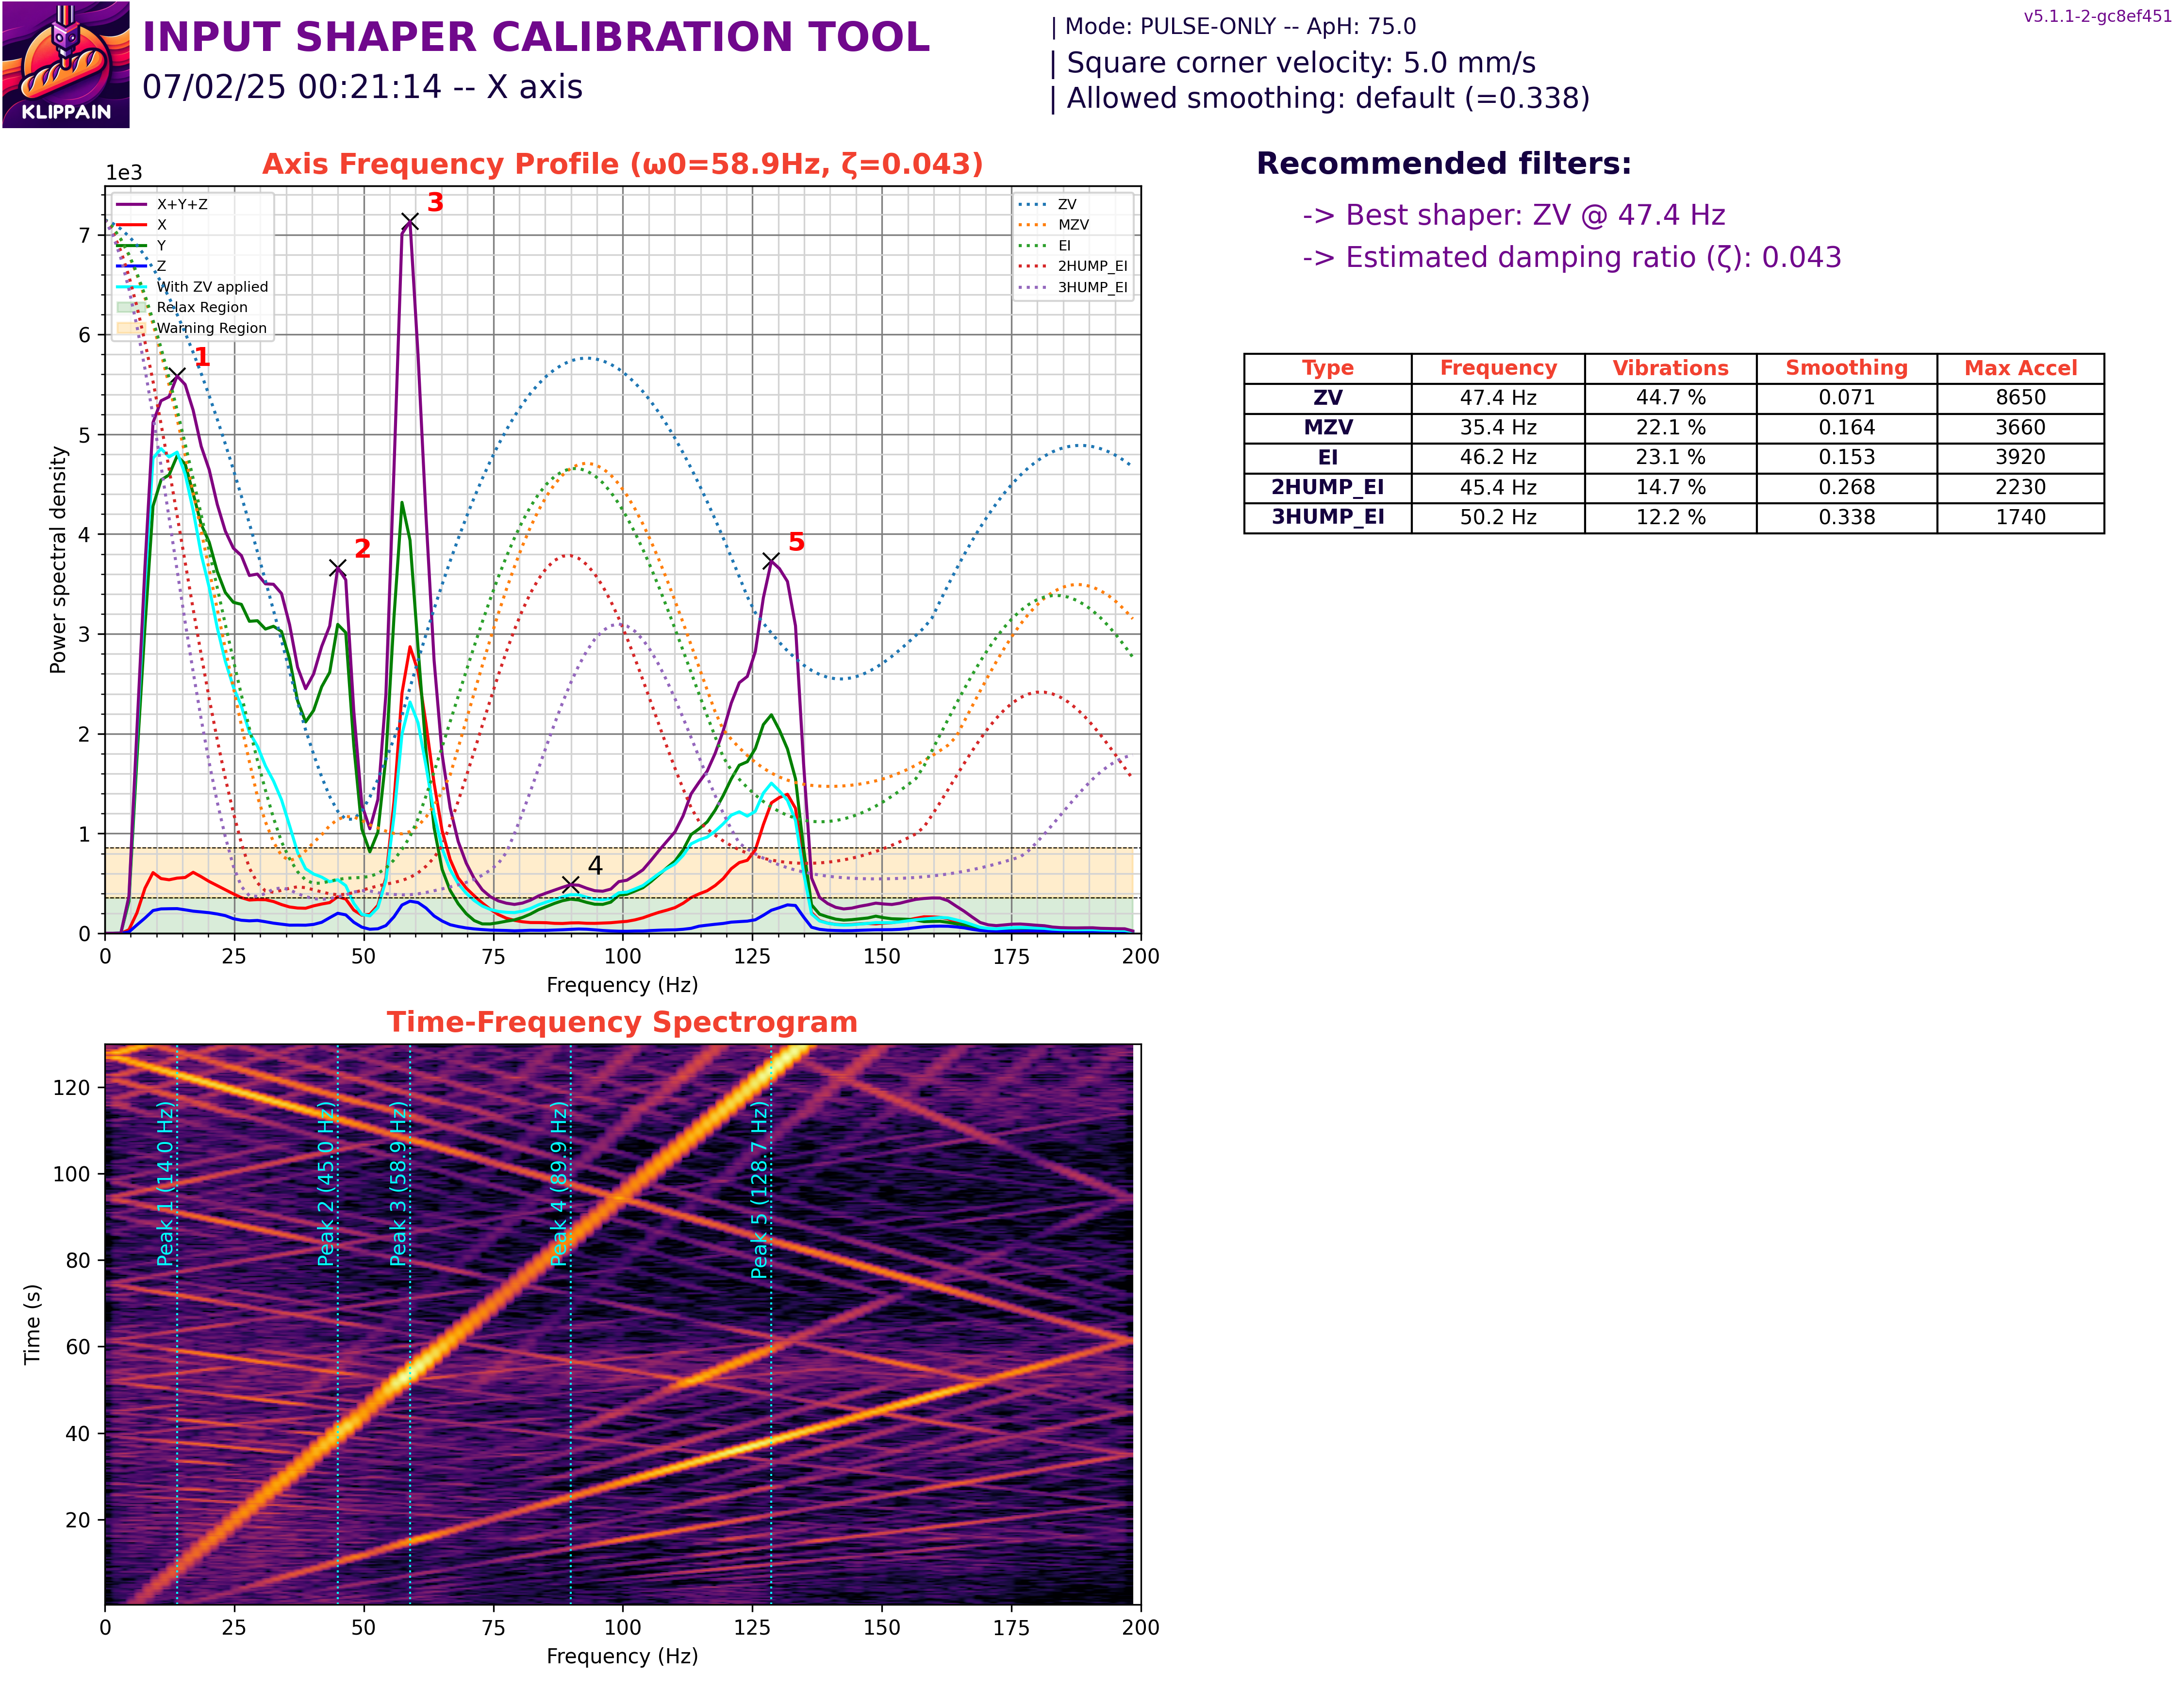 KLIPPAIN
INPUT SHAPER CALIBRATION TOOL
07/02/25 00:21:14 -- X axis
| Mode: PULSE-ONLY -- ApH: 75.0
| Square corner velocity: 5.0 mm/s
| Allowed smoothing: default (=0.338)
v5.1.1-2-gc8ef451
Axis Frequency Profile (ω0=58.9Hz, ζ=0.043)
1e3
X+Y+Z
X
Y
Z
With ZV applied
Relax Region
Warning Region
ZV
MZV
EI
2HUMP_EI
3HUMP_EI
1
2
3
4
5
Power spectral density
7
6
5
4
3
2
1
0
0 25 50 75 100 125 150 175 200
Frequency (Hz)
Recommended filters:
-> Best shaper: ZV @ 47.4 Hz
-> Estimated damping ratio (ζ): 0.043
Type Frequency Vibrations Smoothing Max Accel
ZV 47.4 Hz 44.7 % 0.071 8650
MZV 35.4 Hz 22.1 % 0.164 3660
EI 46.2 Hz 23.1 % 0.153 3920
2HUMP_EI 45.4 Hz 14.7 % 0.268 2230
3HUMP_EI 50.2 Hz 12.2 % 0.338 1740
Time-Frequency Spectrogram
Peak 1 (14.0 Hz)
Peak 2 (45.0 Hz)
Peak 3 (58.9 Hz)
Peak 4 (89.9 Hz)
Peak 5 (128.7 Hz)
Time (s)
120
100
80
60
40
20
0 25 50 75 100 125 150 175 200
Frequency (Hz)